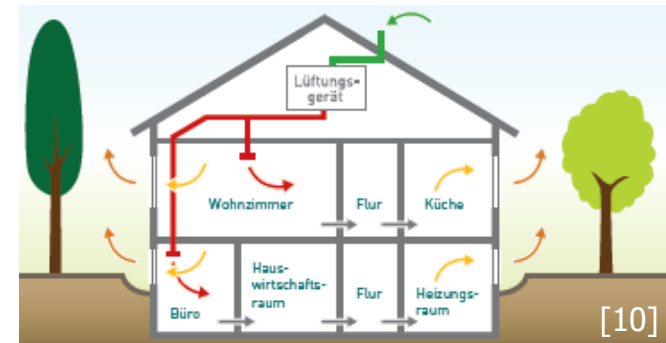 Lüftungs-
gerät
Wohnzimmer
Flur
Küche
Büro
Haus-
wirtschafts-
raum
Flur
Heizungs-
raum
[10]